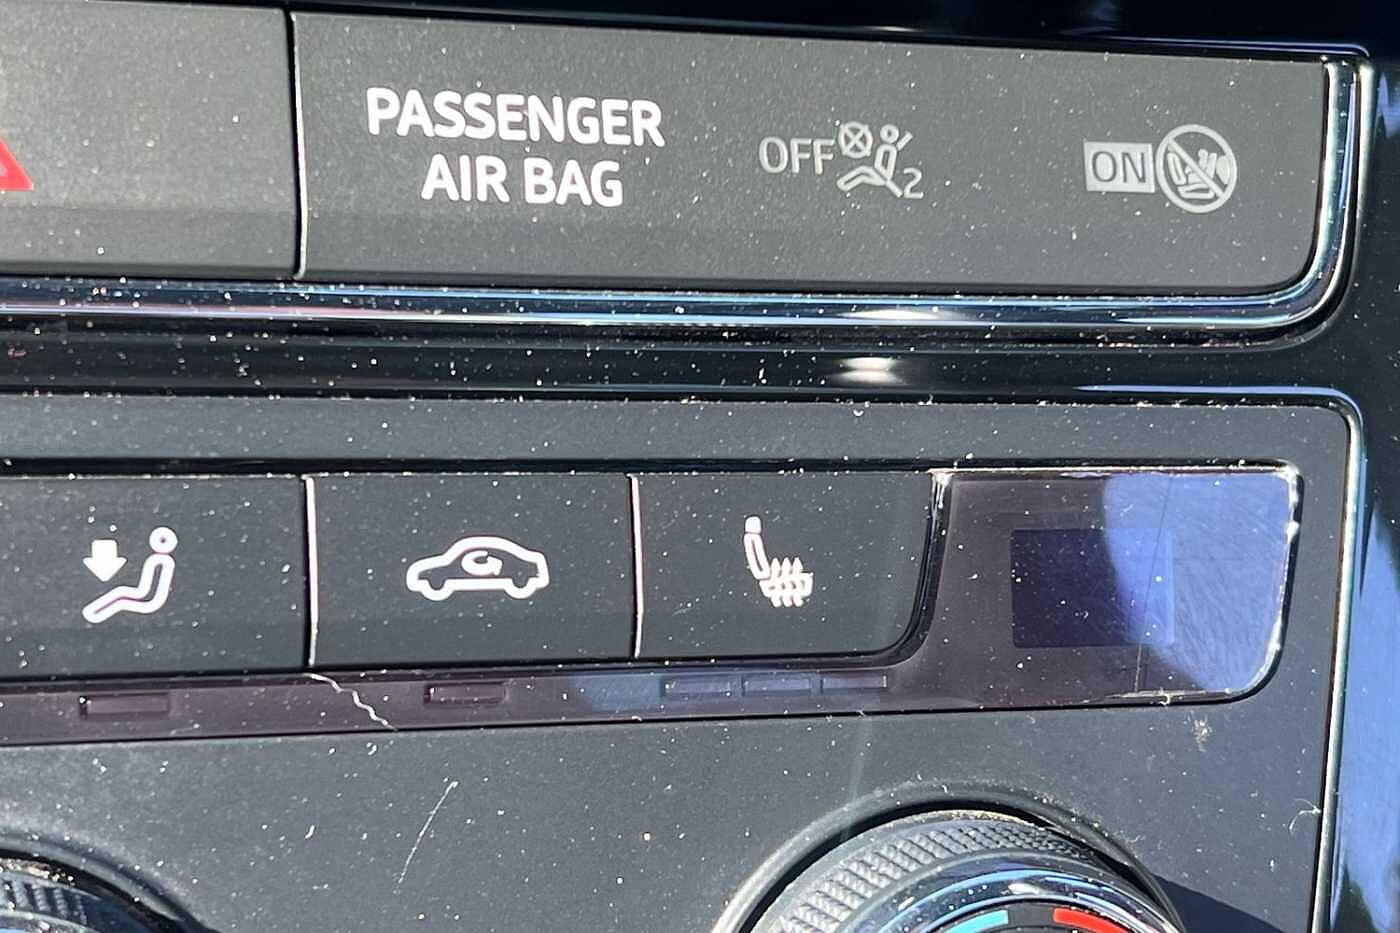 PASSENGER
AIR BAG
OFF 2
ON